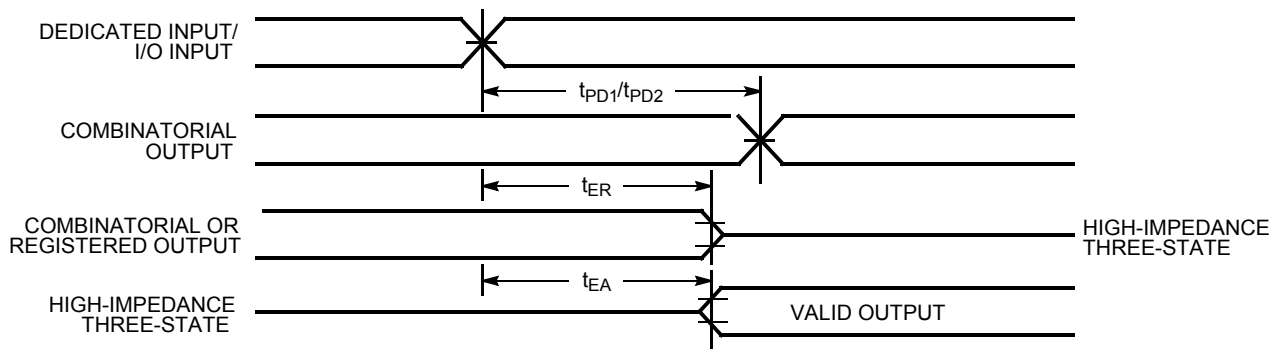 DEDICATED INPUT/
I/O INPUT
tPD1/tPD2
COMBINATORIAL
OUTPUT
tER
COMBINATORIAL OR
REGISTERED OUTPUT
HIGH-IMPEDANCE
THREE-STATE
tEA
HIGH-IMPEDANCE
THREE-STATE
VALID OUTPUT